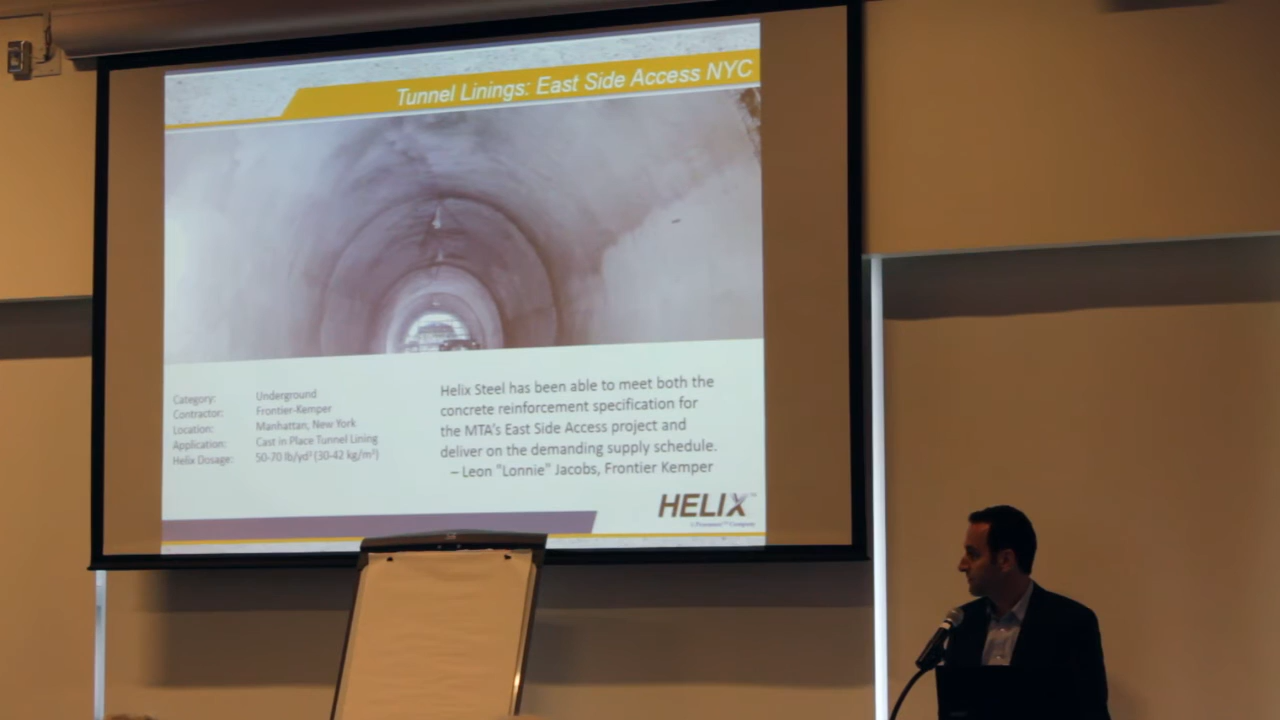 Tunnel Linings: East Side Access NYC
Category: Underground
Contractor: Frontier-Kemper
Location: Manhattan, New York
Application: Cast in Place Tunnel Lining
Helix Dosage: 50-70 lb/yd³ (30-42 kg/m³)
Helix Steel has been able to meet both the
concrete reinforcement specification for
the MTA's East Side Access project and
deliver on the demanding supply schedule.
– Leon "Lonnie" Jacobs, Frontier Kemper
HELIX™